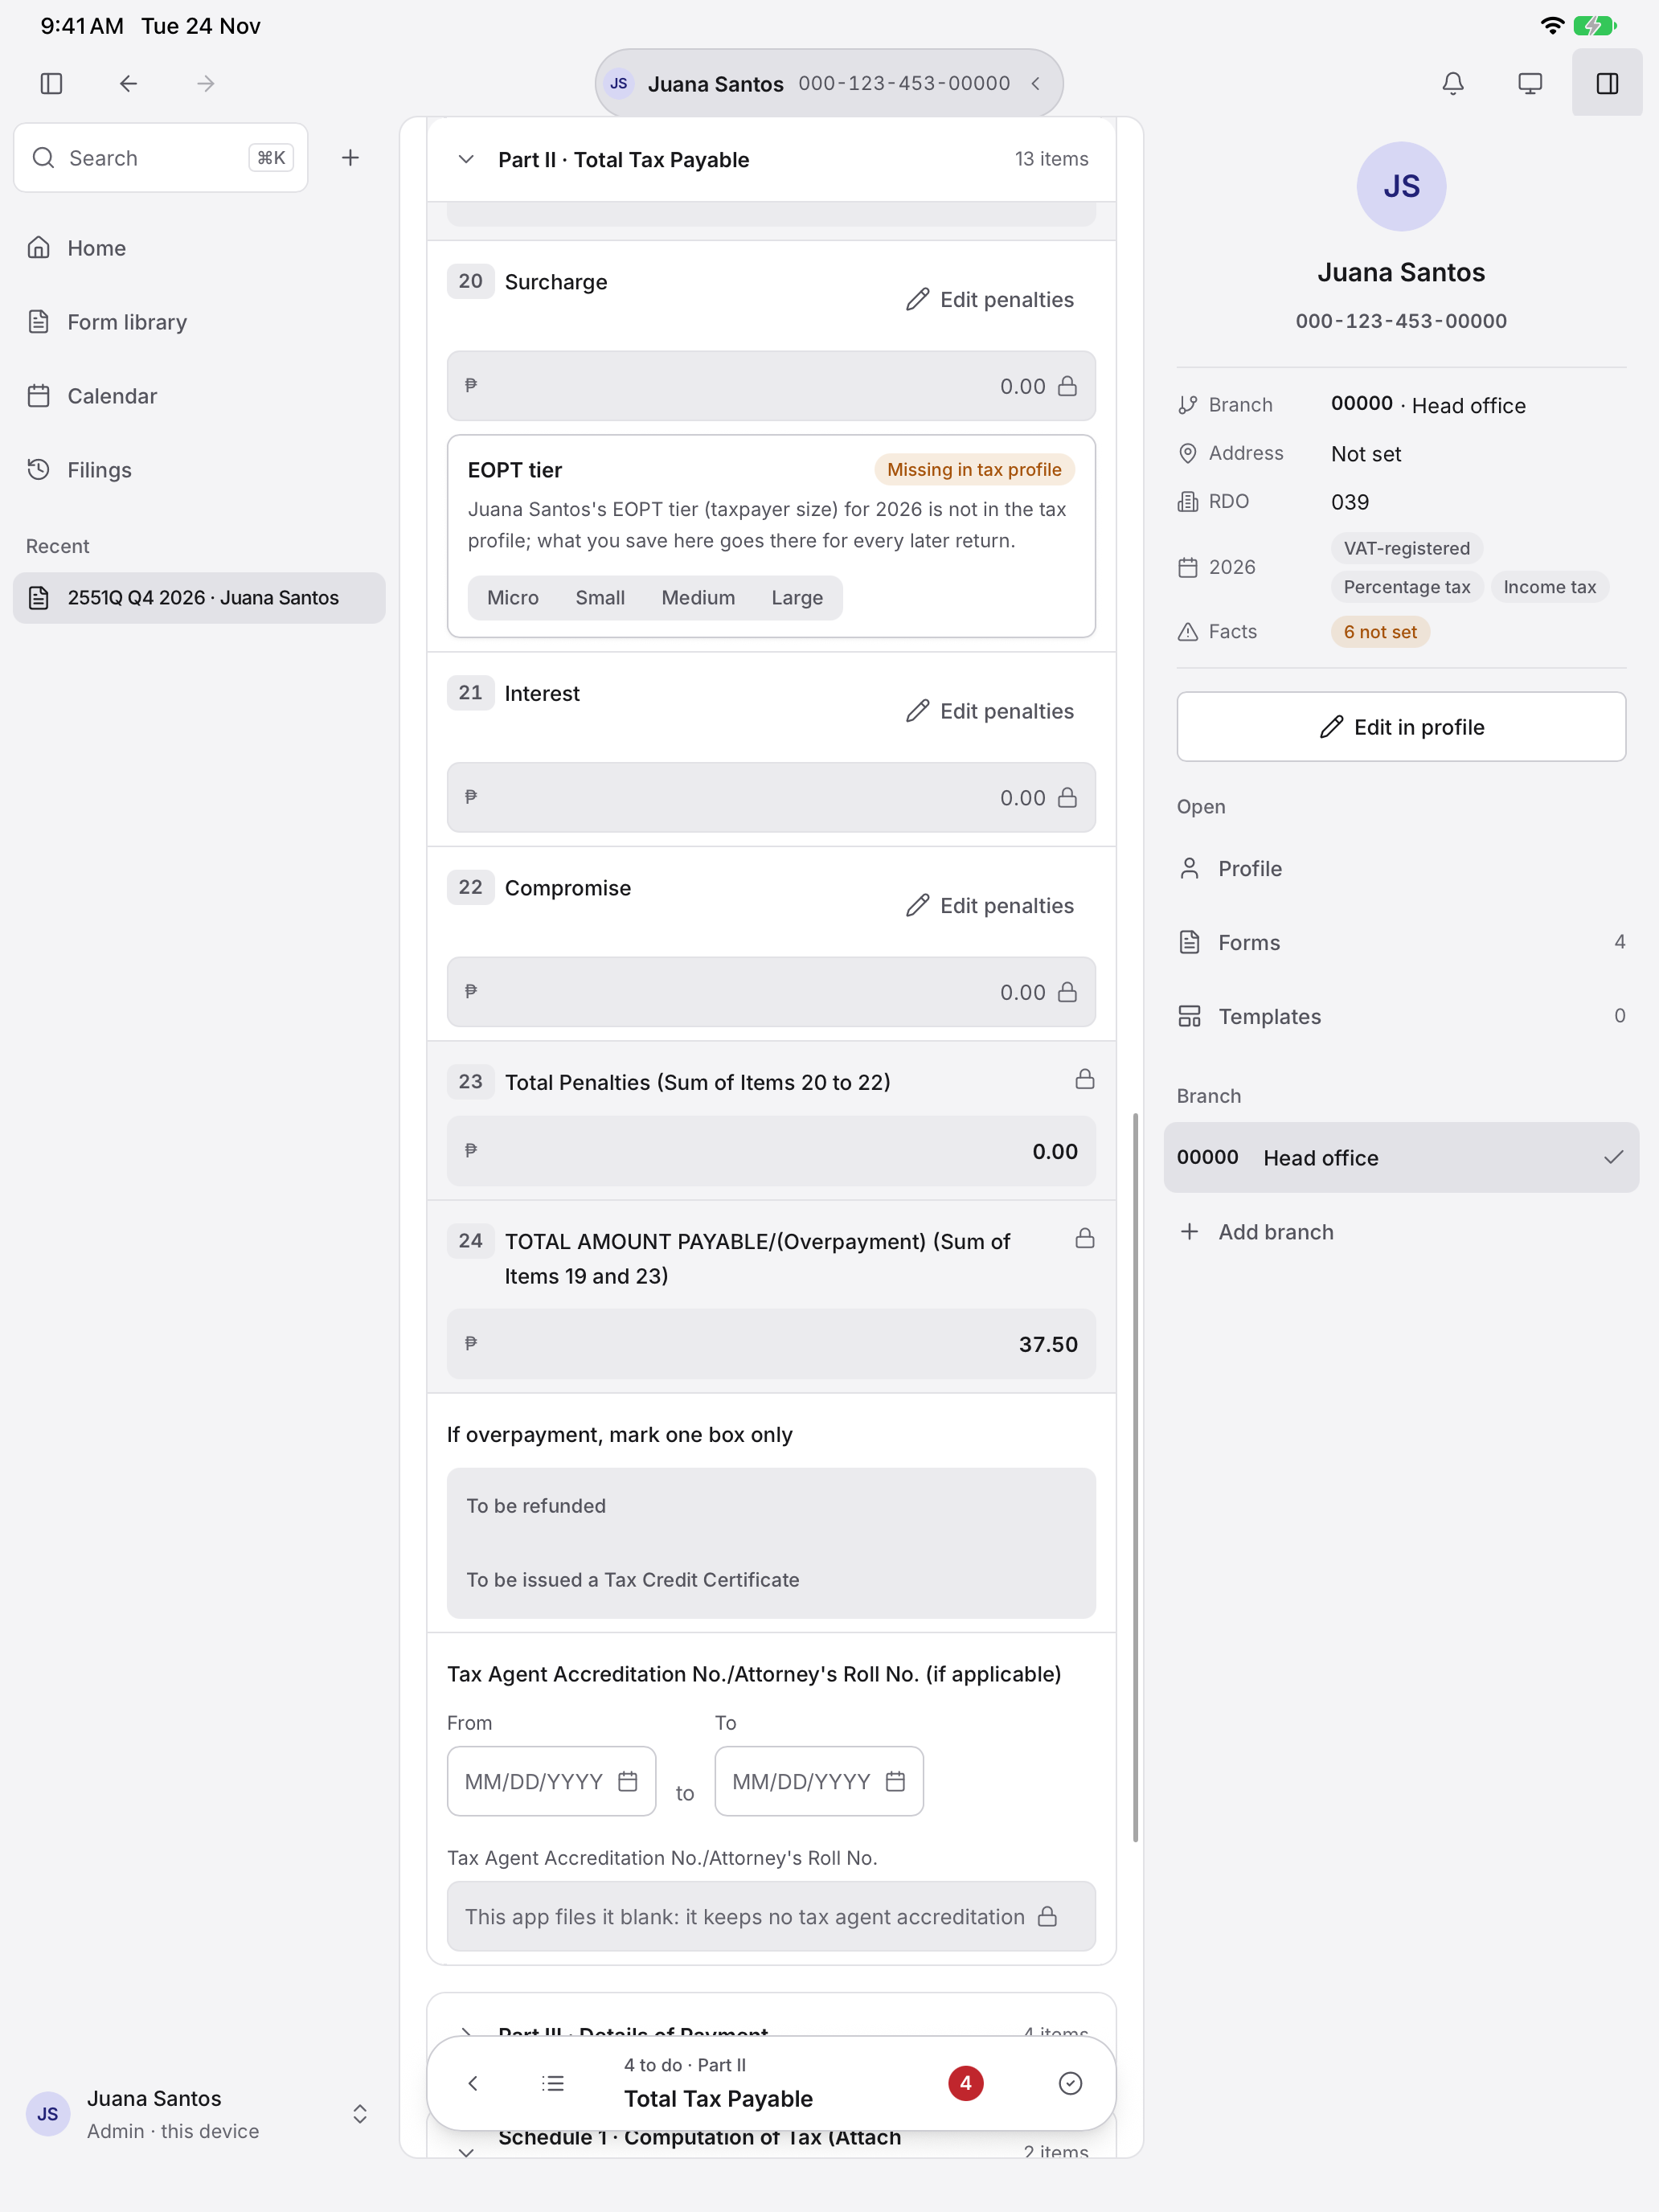 9:41 AM Tue 24 Nov
JS Juana Santos 000-123-453-00000
Search ⌘K
Home
Form library
Calendar
Filings
Recent
2551Q Q4 2026 · Juana Santos
JS Juana Santos
Admin · this device
Part II · Total Tax Payable 13 items
20 Surcharge
Edit penalties
₱ 0.00
EOPT tier Missing in tax profile
Juana Santos's EOPT tier (taxpayer size) for 2026 is not in the tax
profile; what you save here goes there for every later return.
Micro Small Medium Large
21 Interest
Edit penalties
₱ 0.00
22 Compromise
Edit penalties
₱ 0.00
23 Total Penalties (Sum of Items 20 to 22)
₱ 0.00
24 TOTAL AMOUNT PAYABLE/(Overpayment) (Sum of
Items 19 and 23)
₱ 37.50
If overpayment, mark one box only
To be refunded
To be issued a Tax Credit Certificate
Tax Agent Accreditation No./Attorney's Roll No. (if applicable)
From To
MM/DD/YYYY to MM/DD/YYYY
Tax Agent Accreditation No./Attorney's Roll No.
This app files it blank: it keeps no tax agent accreditation
Part III · Details of Payment 4 items
4 to do · Part II
Total Tax Payable
4
Schedule 1 · Computation of Tax (Attach
2 items
JS
Juana Santos
000-123-453-00000
Branch 00000 · Head office
Address Not set
RDO 039
2026 VAT-registered
Percentage tax Income tax
Facts 6 not set
Edit in profile
Open
Profile
Forms 4
Templates 0
Branch
00000 Head office
Add branch